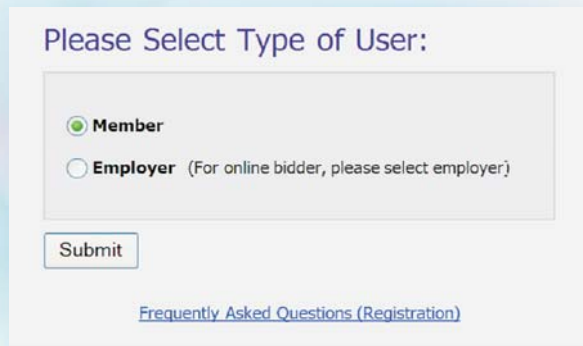 Please Select Type of User:
Member
Employer (For online bidder, please select employer)
Submit
Frequently Asked Questions (Registration)